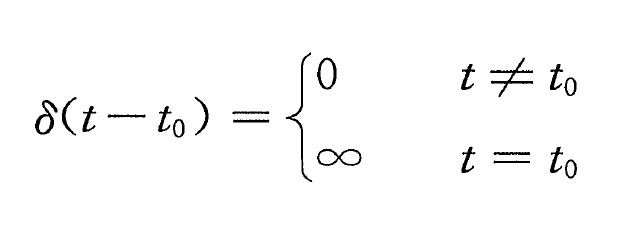 δ(t − t₀) = { 0    t ≠ t₀
∞    t = t₀